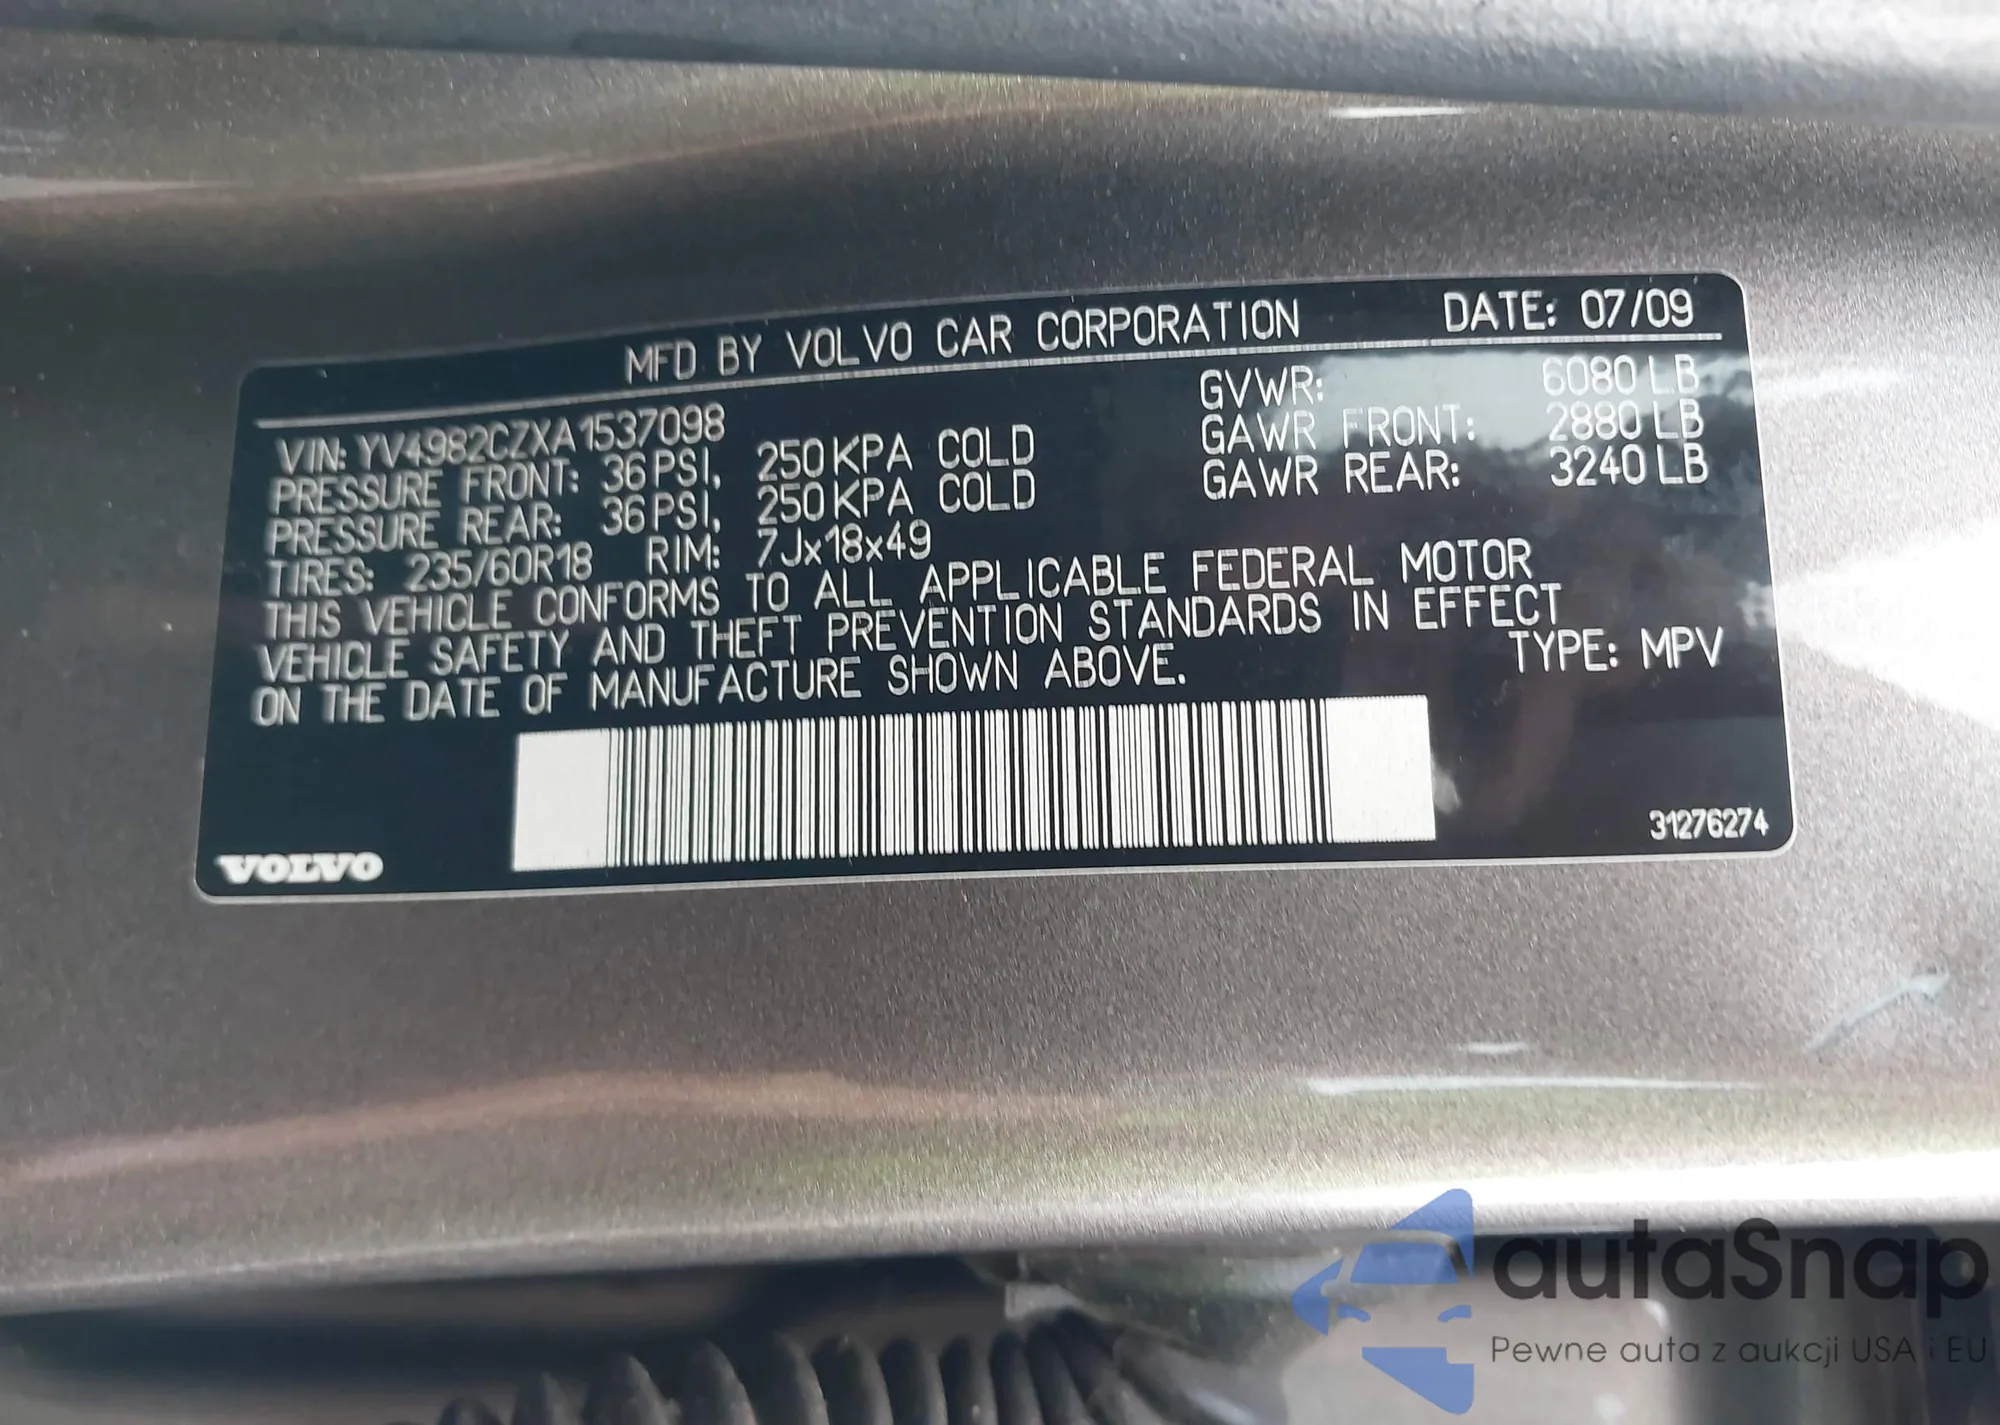 MFD BY VOLVO CAR CORPORATION DATE: 07/09
VIN: YV4982CZXA1537098 GVWR: 6080 LB
PRESSURE FRONT: 36 PSI, 250 KPA COLD GAWR FRONT: 2880 LB
PRESSURE REAR: 36 PSI, 250 KPA COLD GAWR REAR: 3240 LB
TIRES: 235/60R18 RIM: 7Jx18x49
THIS VEHICLE CONFORMS TO ALL APPLICABLE FEDERAL MOTOR
VEHICLE SAFETY AND THEFT PREVENTION STANDARDS IN EFFECT
ON THE DATE OF MANUFACTURE SHOWN ABOVE. TYPE: MPV
VOLVO 31276274
autaSnap
Pewne auta z aukcji USA i EU